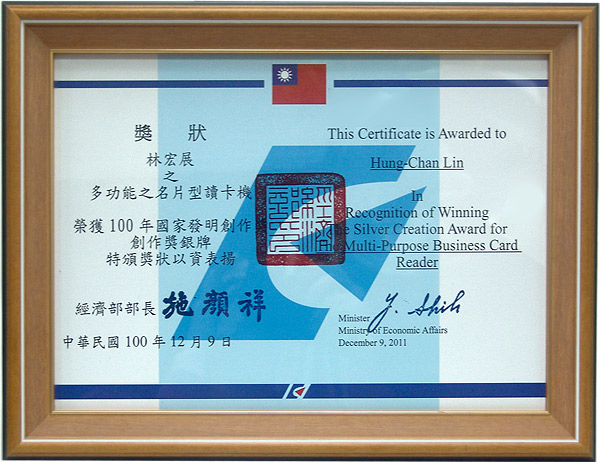 獎 狀
林宏展
之
多功能之名片型讀卡機
榮獲100年國家發明創作
創作獎銀牌
特頒獎狀以資表揚
經濟部部長 施顏祥
中華民國100年12月9日
This Certificate is Awarded to
Hung-Chan Lin
In
Recognition of Winning
Silver Creation Award for
Multi-Purpose Business Card
Reader
Y. Shih
Minister
Ministry of Economic Affairs
December 9, 2011